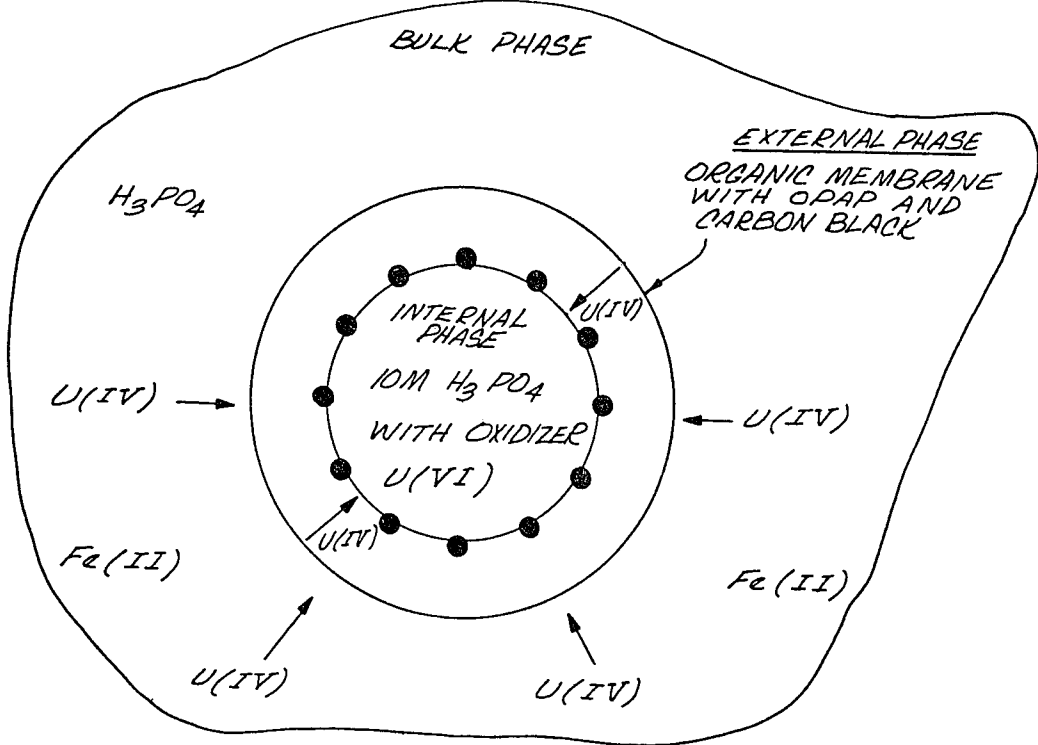 BULK PHASE
EXTERNAL PHASE
ORGANIC MEMBRANE
WITH OPAP AND
CARBON BLACK
H₃PO₄
U(IV)
INTERNAL
PHASE
10M H₃PO₄
WITH OXIDIZER
U(VI)
U(IV)
U(IV)
U(IV)
Fe(II)
Fe(II)
U(IV)
U(IV)